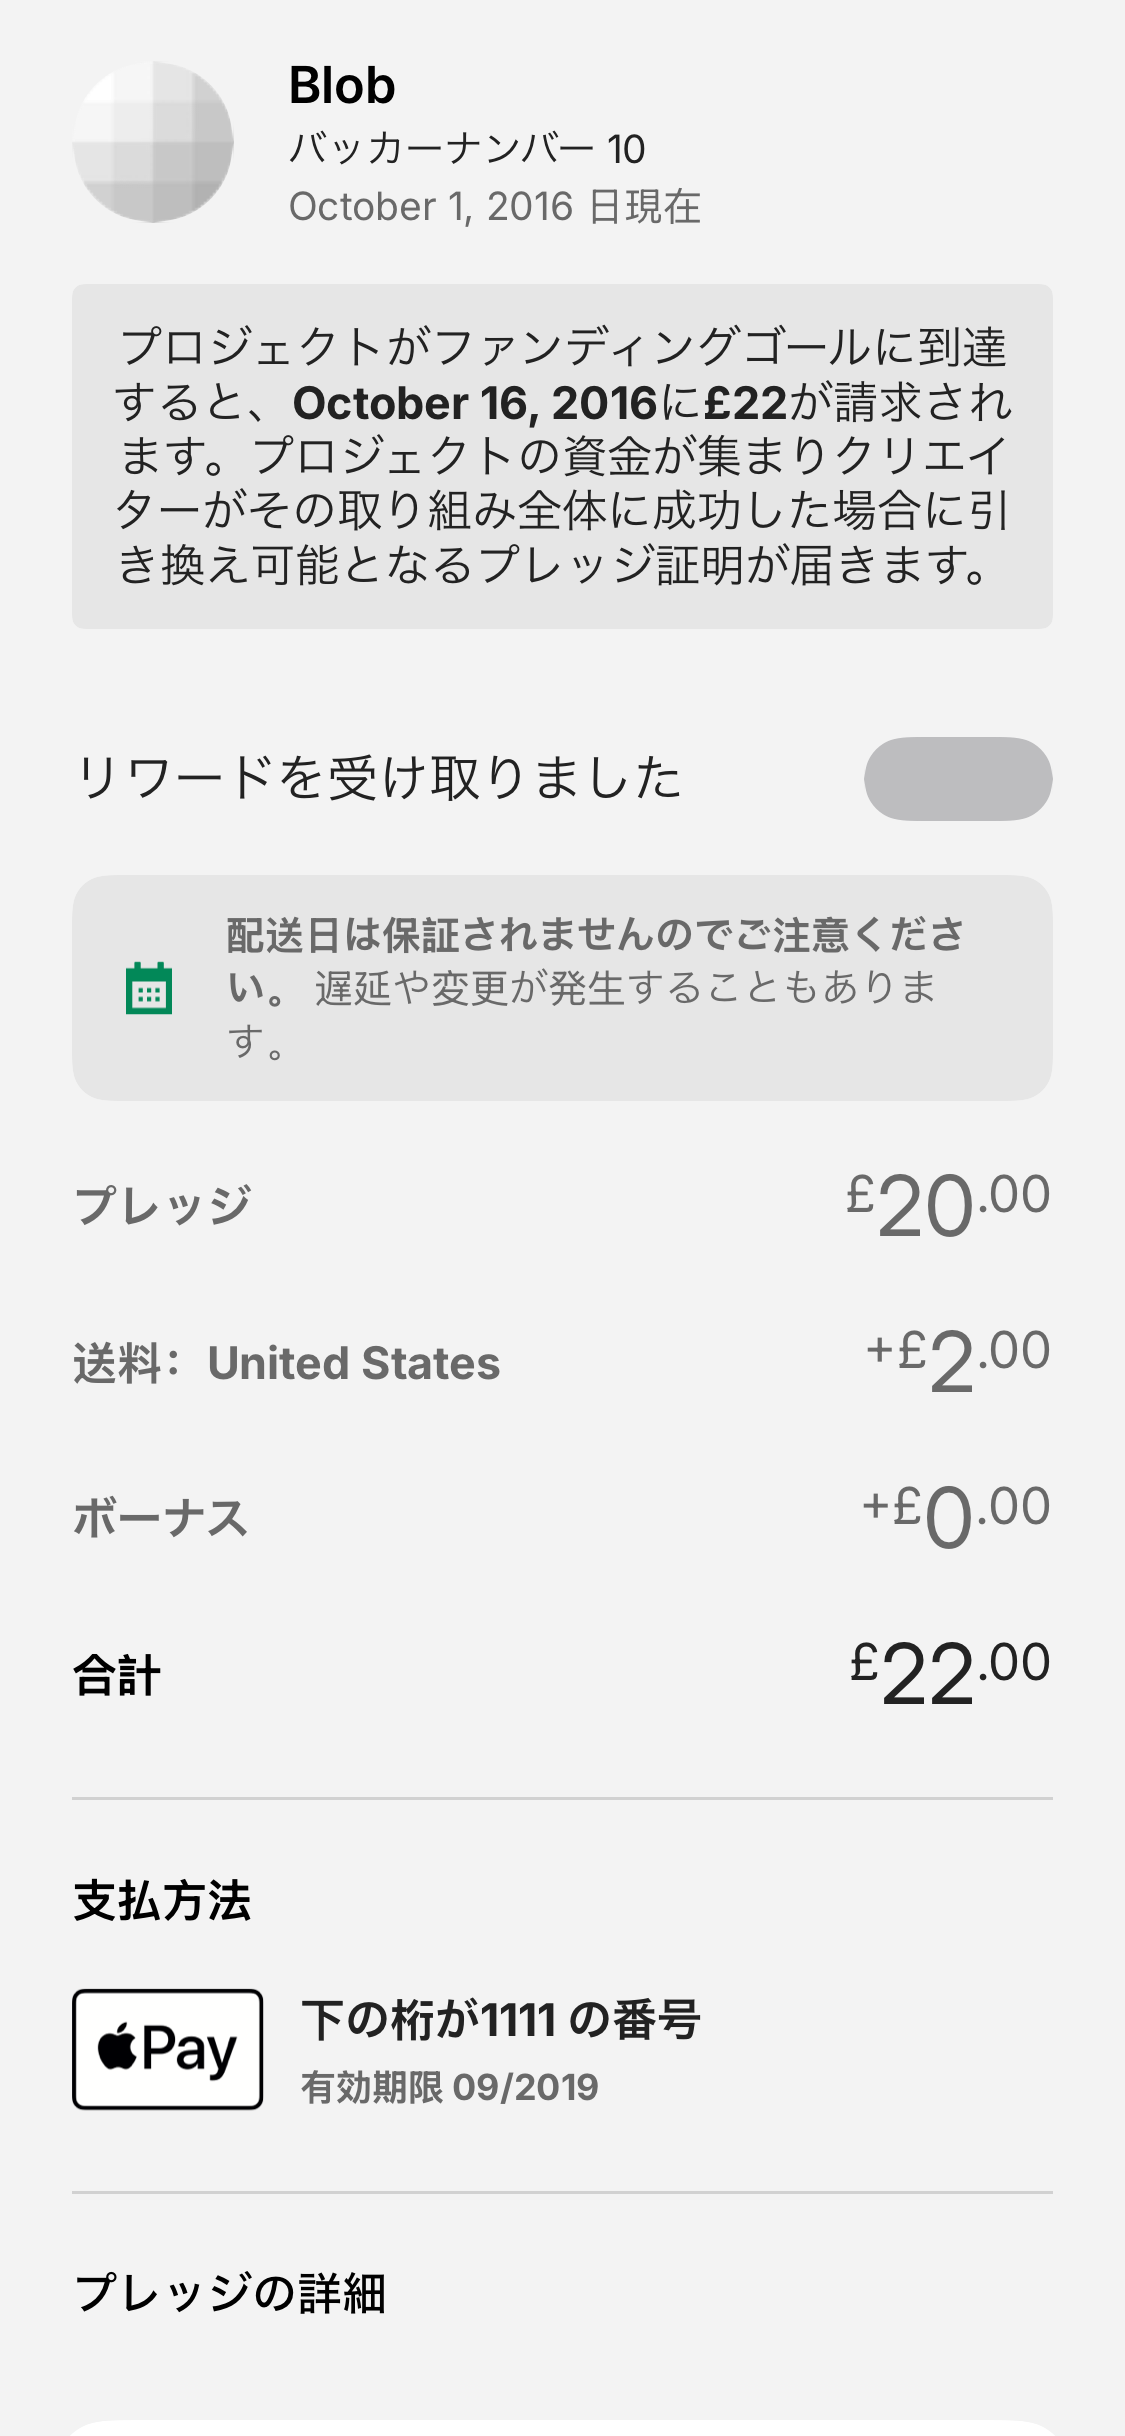 Blob
バッカーナンバー 10
October 1, 2016 日現在
プロジェクトがファンディングゴールに到達
すると、October 16, 2016に£22が請求され
ます。プロジェクトの資金が集まりクリエイ
ターがその取り組み全体に成功した場合に引
き換え可能となるプレッジ証明が届きます。
リワードを受け取りました
配送日は保証されませんのでご注意くださ
い。 遅延や変更が発生することもありま
す。
プレッジ £20.00
送料：United States +£2.00
ボーナス +£0.00
合計 £22.00
支払方法
Pay 下の桁が1111 の番号
有効期限 09/2019
プレッジの詳細